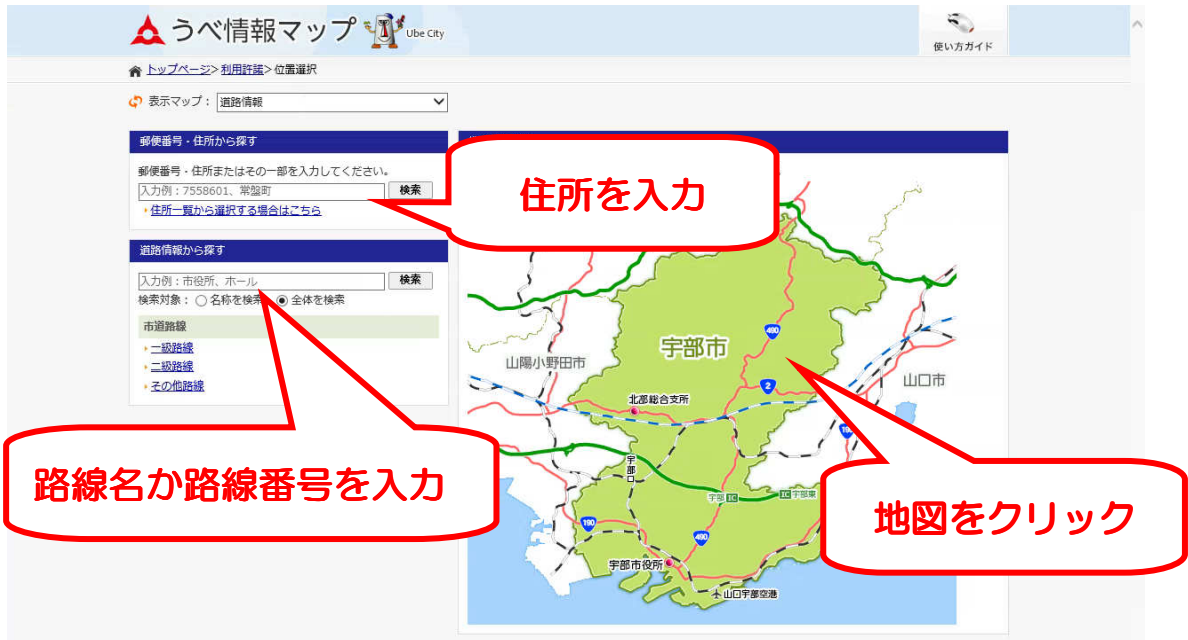 うべ情報マップ Ube City
使い方ガイド
トップページ> 利用許諾> 位置選択
表示マップ： 道路情報
郵便番号・住所から探す
郵便番号・住所またはその一部を入力してください。
入力例：7558601、常盤町 検索
住所一覧から選択する場合はこちら
住所を入力
道路情報から探す
入力例：市役所、ホール 検索
検索対象： 名称を検索 全体を検索
市道路線
一級路線
二級路線
その他路線
路線名か路線番号を入力
490
宇部市
山陽小野田市
2
山口市
北部総合支所
190
宇部口
宇部 IC
IC 宇部東
地図をクリック
190
490
宇部市役所
山口宇部空港